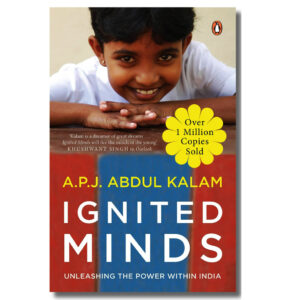 Over
1 Million
Copies
Sold
'Kalam is a dreamer of great dreams
Ignited Minds will fire the minds of the young'
KHUSHWANT SINGH in Outlook
A.P.J. ABDUL KALAM
IGNITED
MINDS
UNLEASHING THE POWER WITHIN INDIA